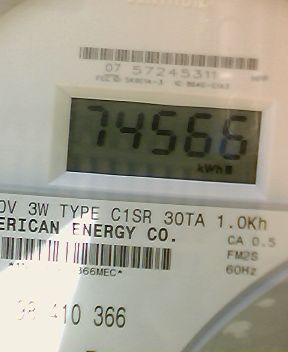 07 57245311
74566
kWh
0V 3W TYPE C1SR 30TA 1.0Kh
ERICAN ENERGY CO.
CA 0.5
366MEC*
FM2S
60Hz
410 366